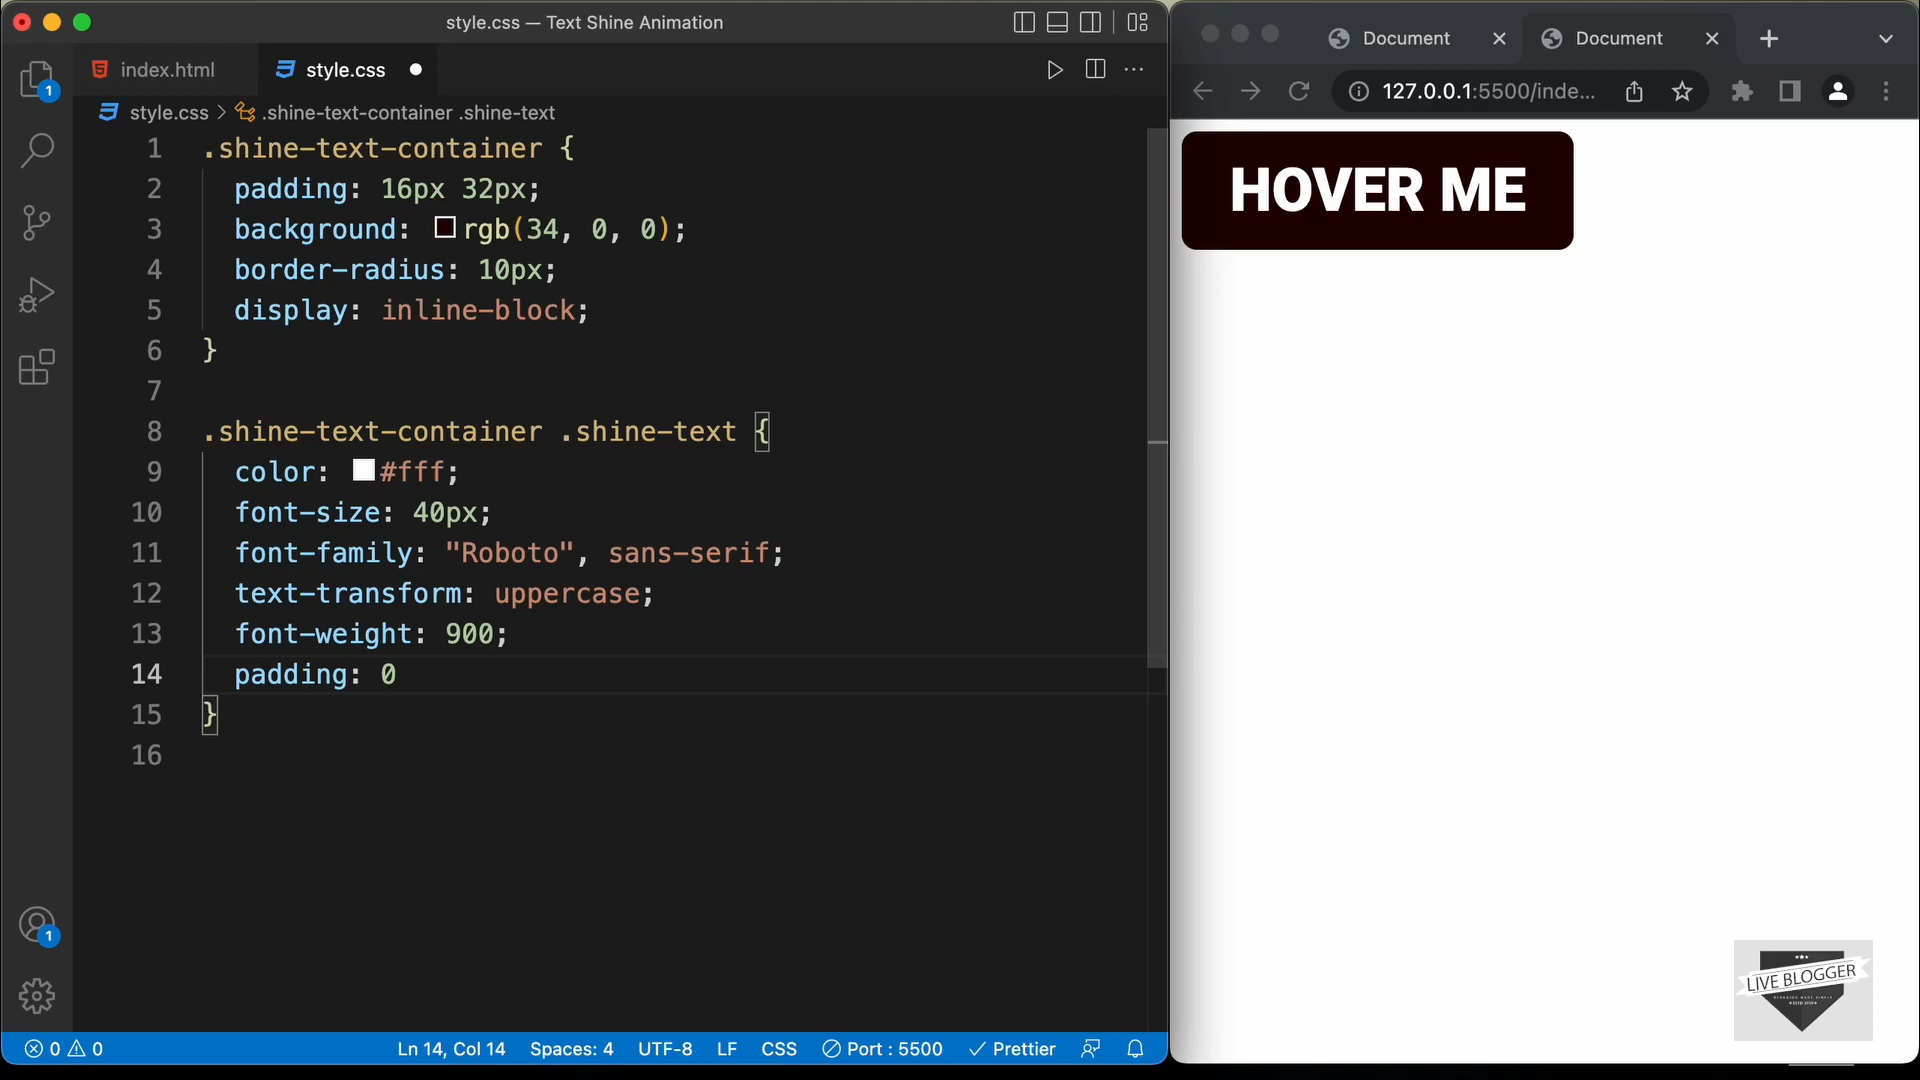 style.css — Text Shine Animation
index.html
style.css
style.css > .shine-text-container .shine-text
1 .shine-text-container {
2 padding: 16px 32px;
3 background: rgb(34, 0, 0);
4 border-radius: 10px;
5 display: inline-block;
6 }
7
8 .shine-text-container .shine-text {
9 color: #fff;
10 font-size: 40px;
11 font-family: "Roboto", sans-serif;
12 text-transform: uppercase;
13 font-weight: 900;
14 padding: 0
15 }
16
1
1
0 0
Ln 14, Col 14 Spaces: 4 UTF-8 LF CSS Port : 5500 Prettier
Document
Document
127.0.0.1:5500/inde...
HOVER ME
LIVE BLOGGER